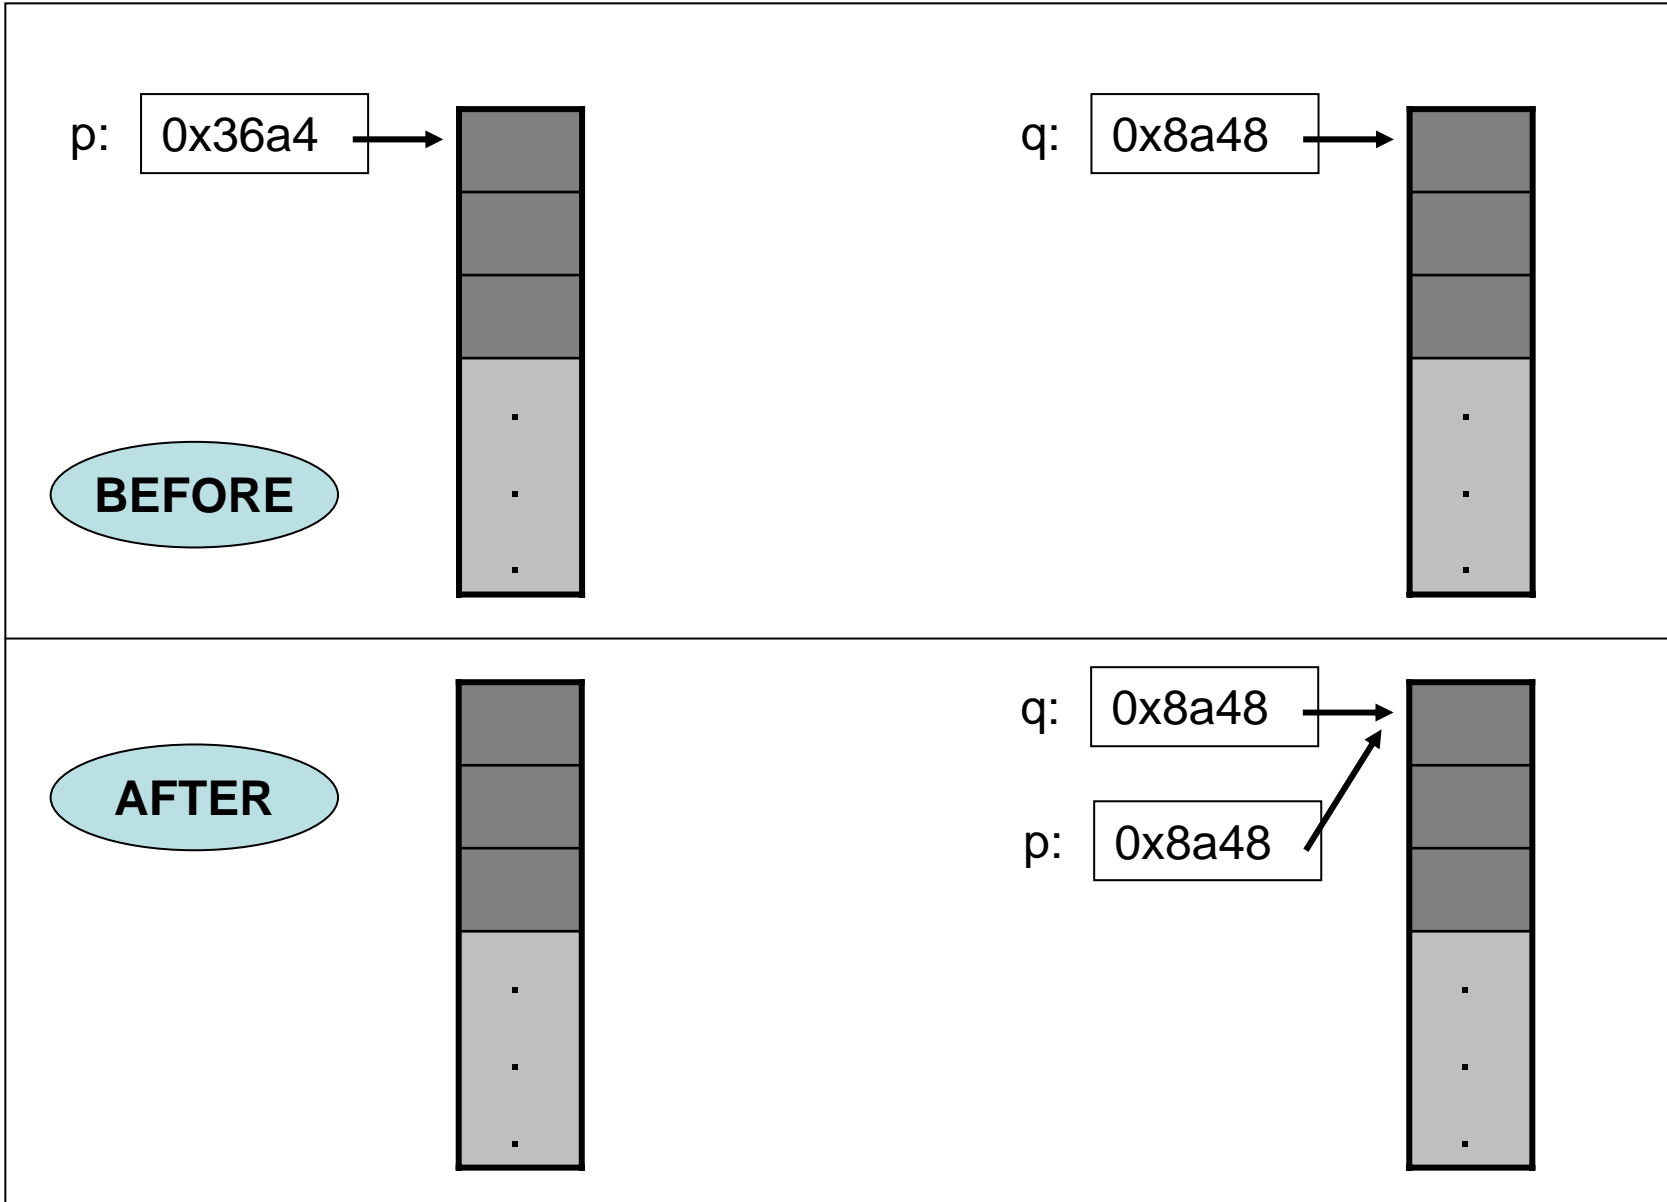 p: 0x36a4
q: 0x8a48
.
.
.
.
.
.
BEFORE
q: 0x8a48
p: 0x8a48
AFTER
.
.
.
.
.
.